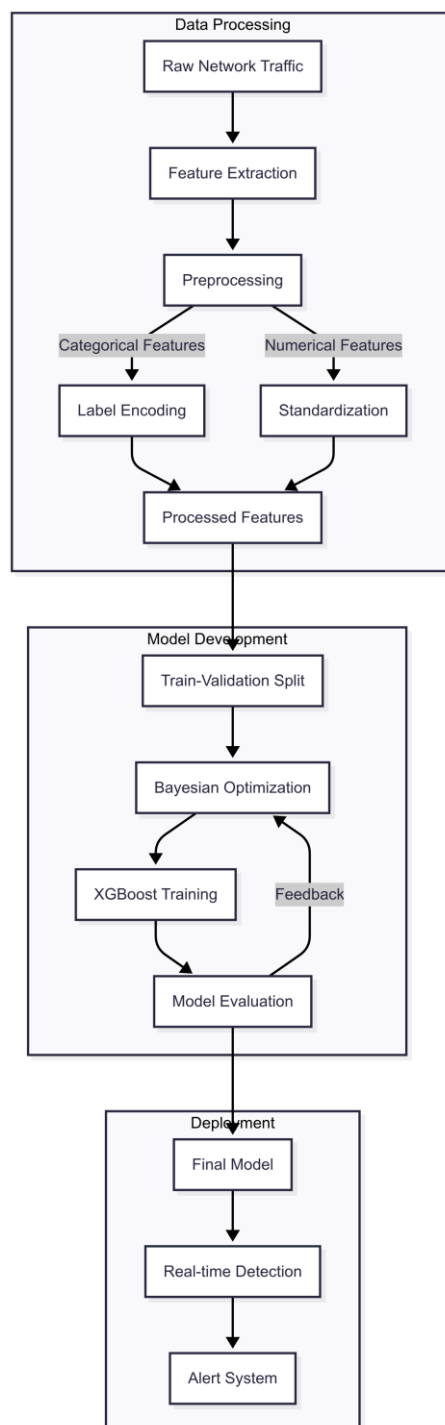 Data Processing
Raw Network Traffic
Feature Extraction
Preprocessing
Categorical Features
Numerical Features
Label Encoding
Standardization
Processed Features
Model Development
Train-Validation Split
Bayesian Optimization
XGBoost Training
Feedback
Model Evaluation
Deployment
Final Model
Real-time Detection
Alert System